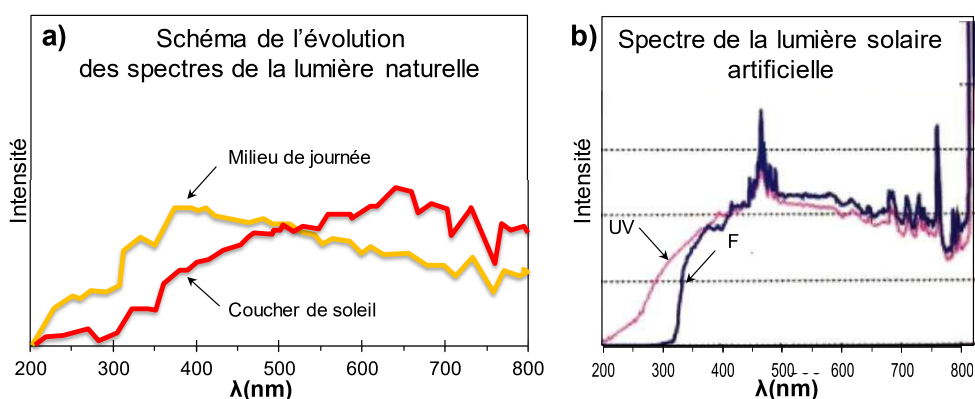 a)
Schéma de l'évolution
des spectres de la lumière naturelle
Intensité
Milieu de journée
Coucher de soleil
200 300 400 500 600 700 800
λ(nm)
b)
Spectre de la lumière solaire
artificielle
Intensité
UV
F
200 300 400 500 600 700 800
λ(nm)